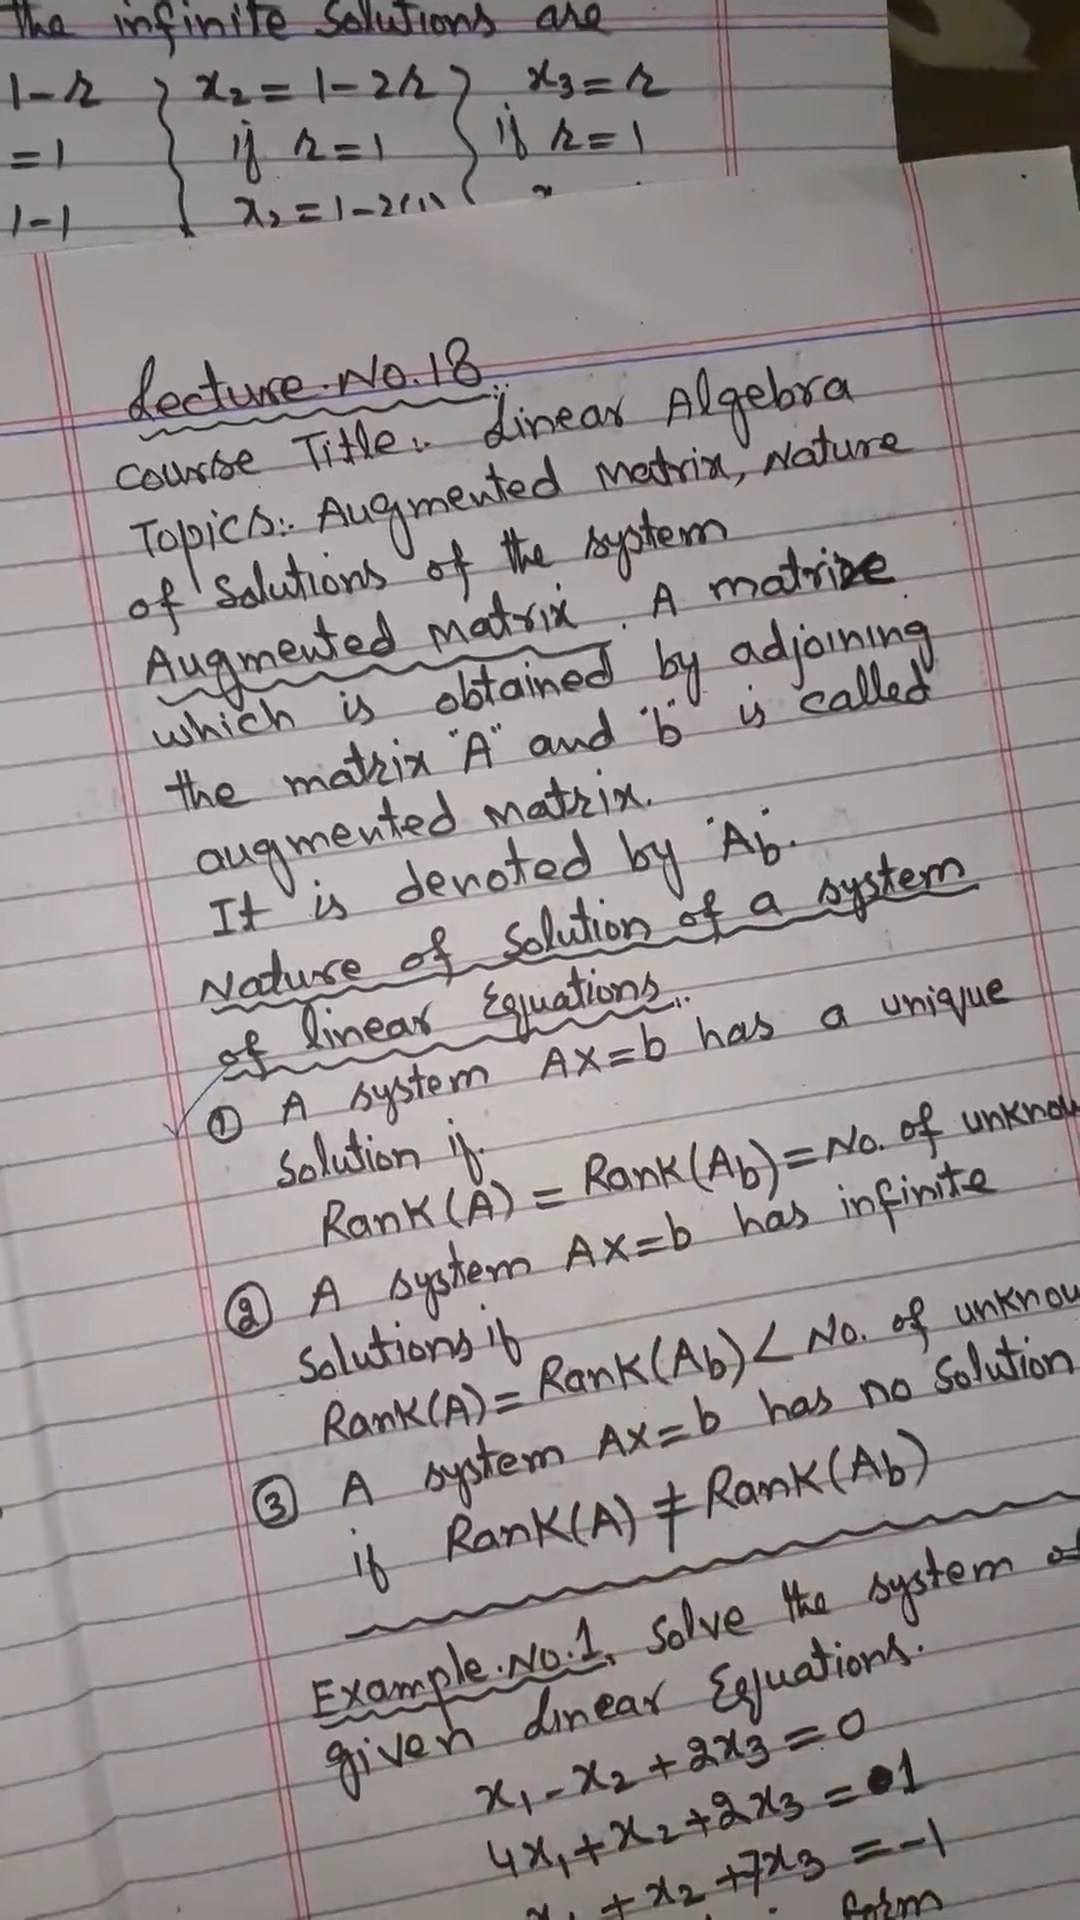 the infinite Solutions are
1-r } x₂ = 1-2r } x₃ = r
=1 if r=1 if r=1
1-1 x₂ = 1-2(1)
Lecture.No.18
Course Title:. Linear Algebra
Topics:. Augmented Matrix, Nature
of Solutions of the system
Augmented Matrix. A matrix
which is obtained by adjoining
the matrix "A" and "b" is called
augmented matrix.
It is denoted by "Ab".
Nature of Solution of a system
of linear Equations:.
① A system AX=b has a unique
Solution if.
Rank(A) = Rank(Ab) = No. of unknow
② A system AX=b has infinite
Solutions if
Rank(A) = Rank(Ab) < No. of unknow
③ A system AX=b has no Solution
if Rank(A) ≠ Rank(Ab)
Example.No.1. Solve the system of
given Linear Equations.
x₁ - x₂ + 2x₃ = 0
4x₁ + x₂ + 2x₃ = 1
x₁ + x₂ + 7x₃ = -1
form